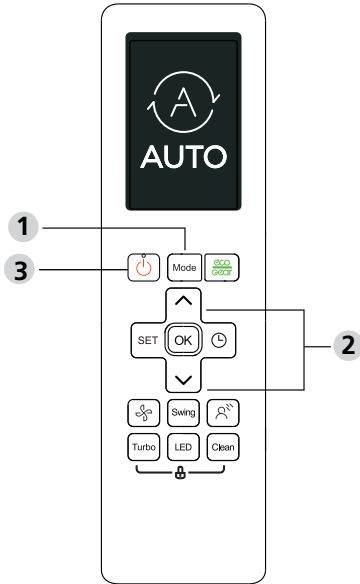 A
AUTO
1
3
Mode
eco
GEAR
SET
OK
2
Swing
Turbo
LED
Clean